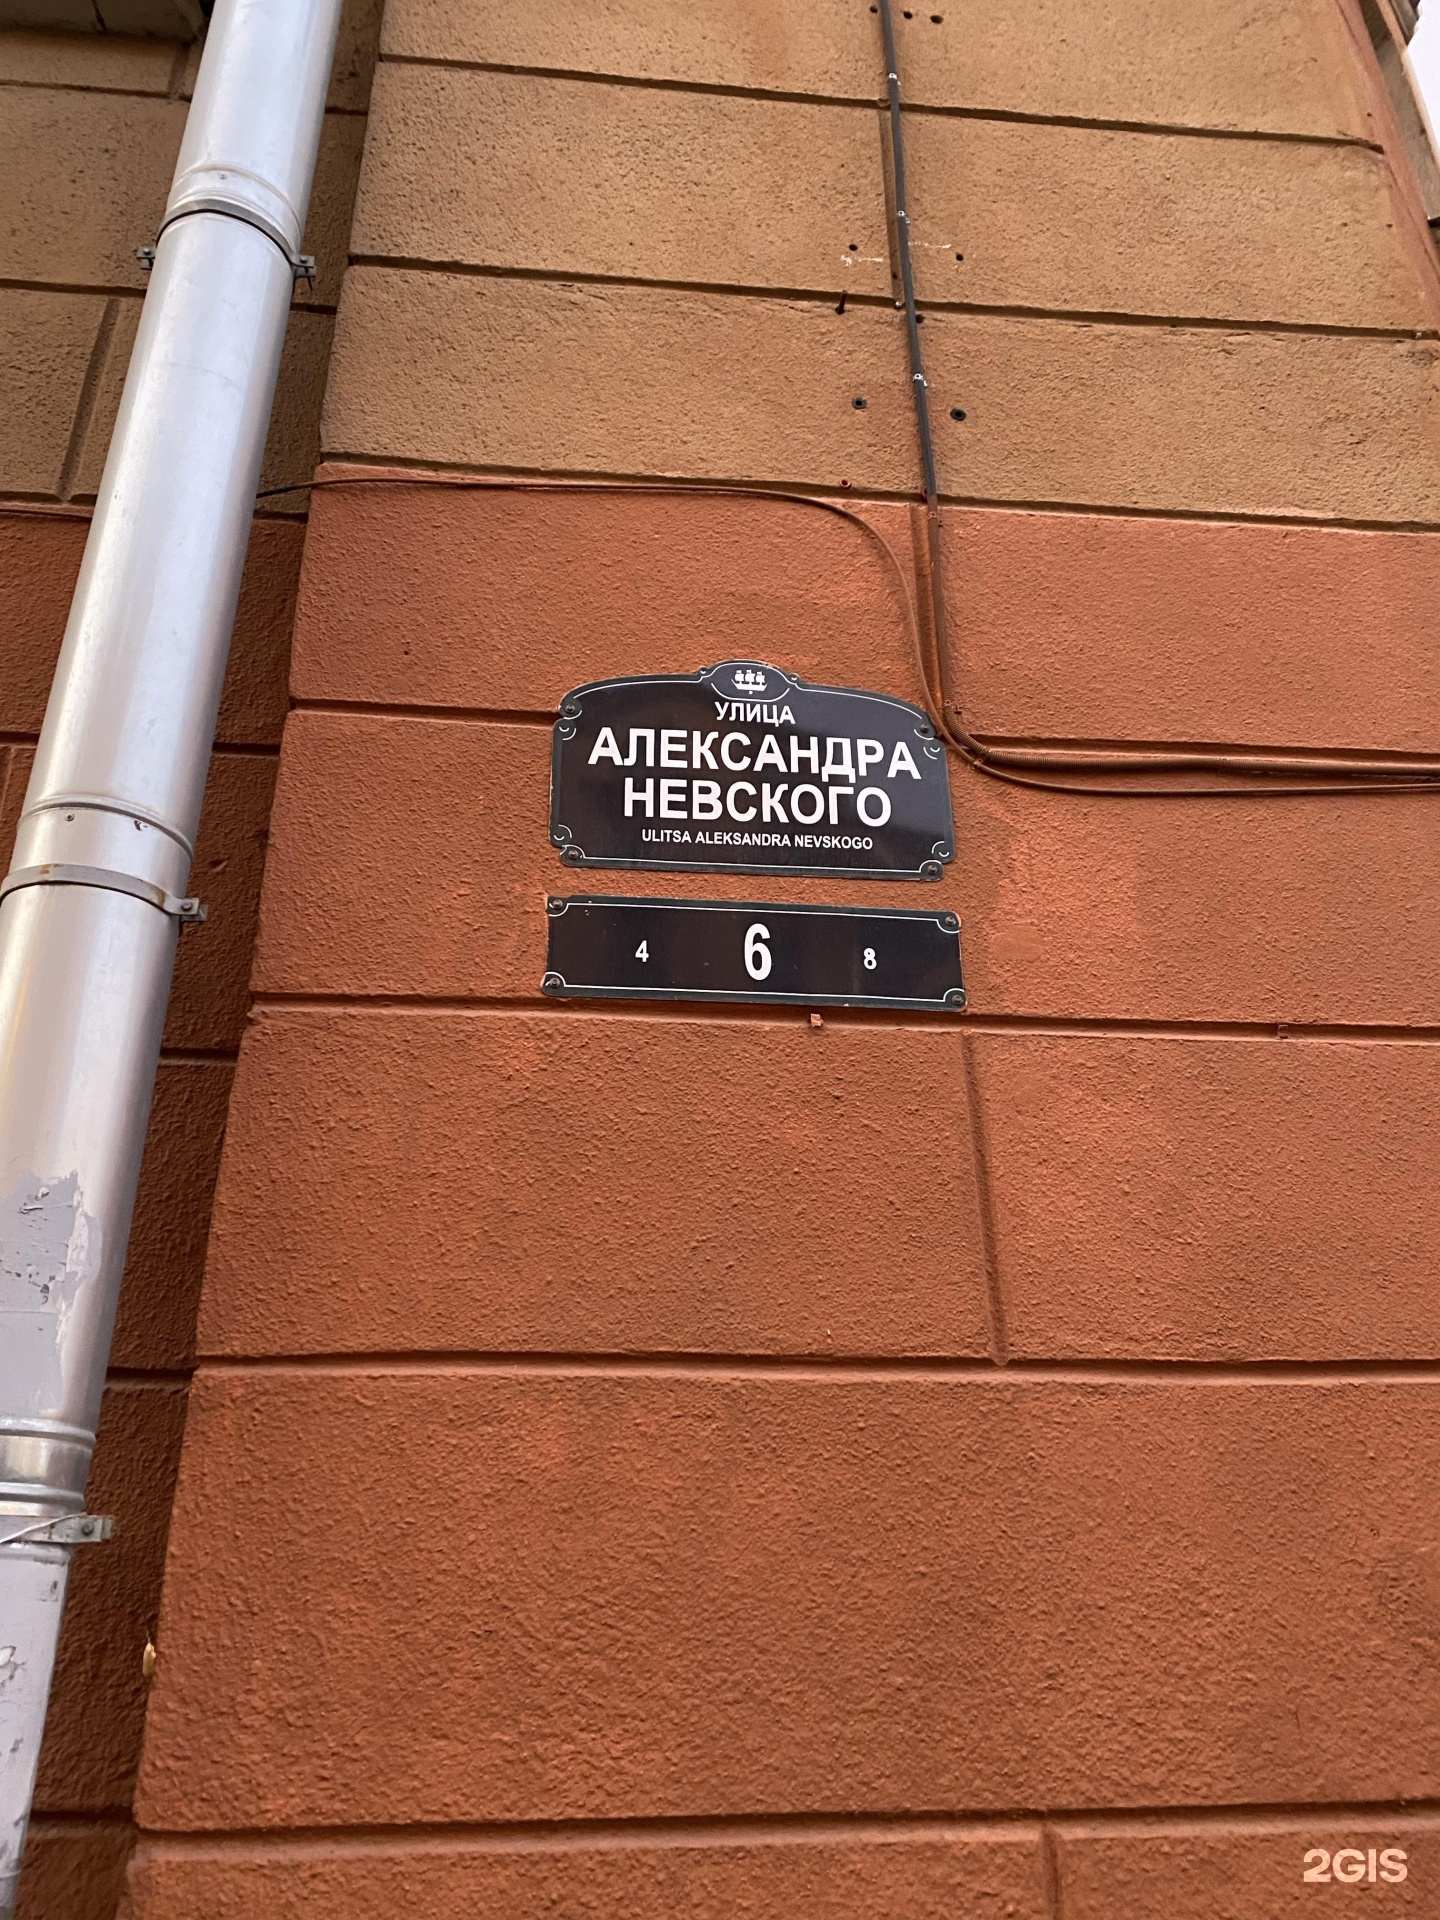 УЛИЦА
АЛЕКСАНДРА
НЕВСКОГО
ULITSA ALEKSANDRA NEVSKOGO
4 6 8
2GIS